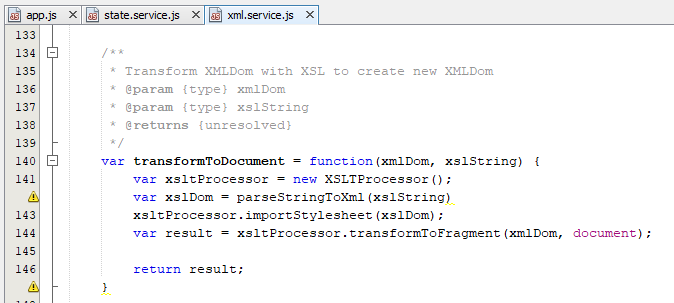 app.js state.service.js xml.service.js
133
134 /**
135 * Transform XMLDom with XSL to create new XMLDom
136 * @param {type} xmlDom
137 * @param {type} xslString
138 * @returns {unresolved}
139 */
140 var transformToDocument = function(xmlDom, xslString) {
141 var xsltProcessor = new XSLTProcessor();
var xslDom = parseStringToXml(xslString)
143 xsltProcessor.importStylesheet(xslDom);
144 var result = xsltProcessor.transformToFragment(xmlDom, document);
145
146 return result;
}